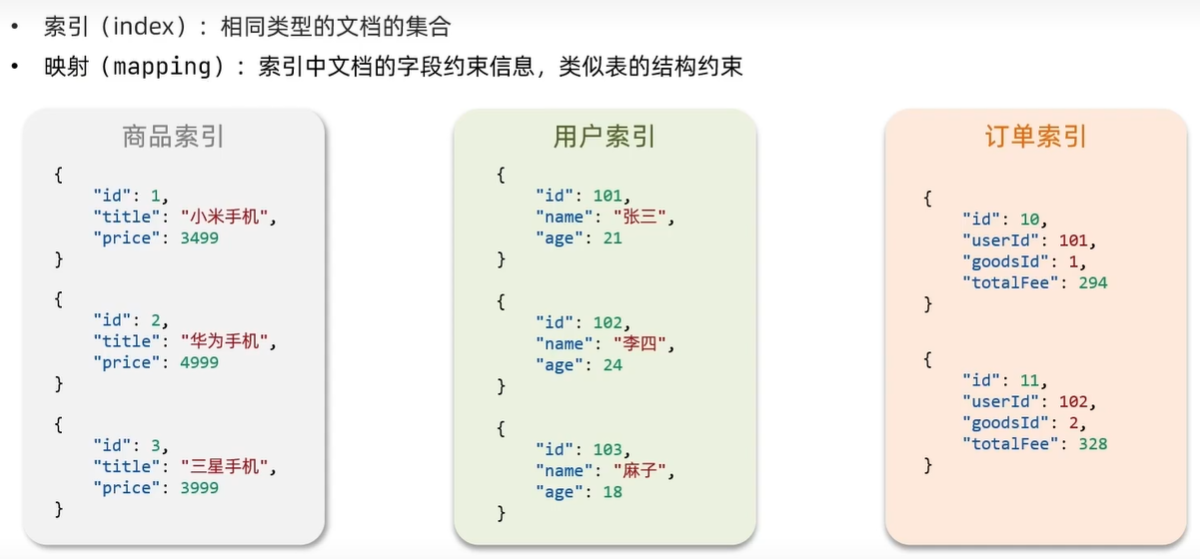 • 索引（index）：相同类型的文档的集合
• 映射（mapping）：索引中文档的字段约束信息，类似表的结构约束
商品索引
{
"id": 1,
"title": "小米手机",
"price": 3499
}
{
"id": 2,
"title": "华为手机",
"price": 4999
}
{
"id": 3,
"title": "三星手机",
"price": 3999
}
用户索引
{
"id": 101,
"name": "张三",
"age": 21
}
{
"id": 102,
"name": "李四",
"age": 24
}
{
"id": 103,
"name": "麻子",
"age": 18
}
订单索引
{
"id": 10,
"userId": 101,
"goodsId": 1,
"totalFee": 294
}
{
"id": 11,
"userId": 102,
"goodsId": 2,
"totalFee": 328
}